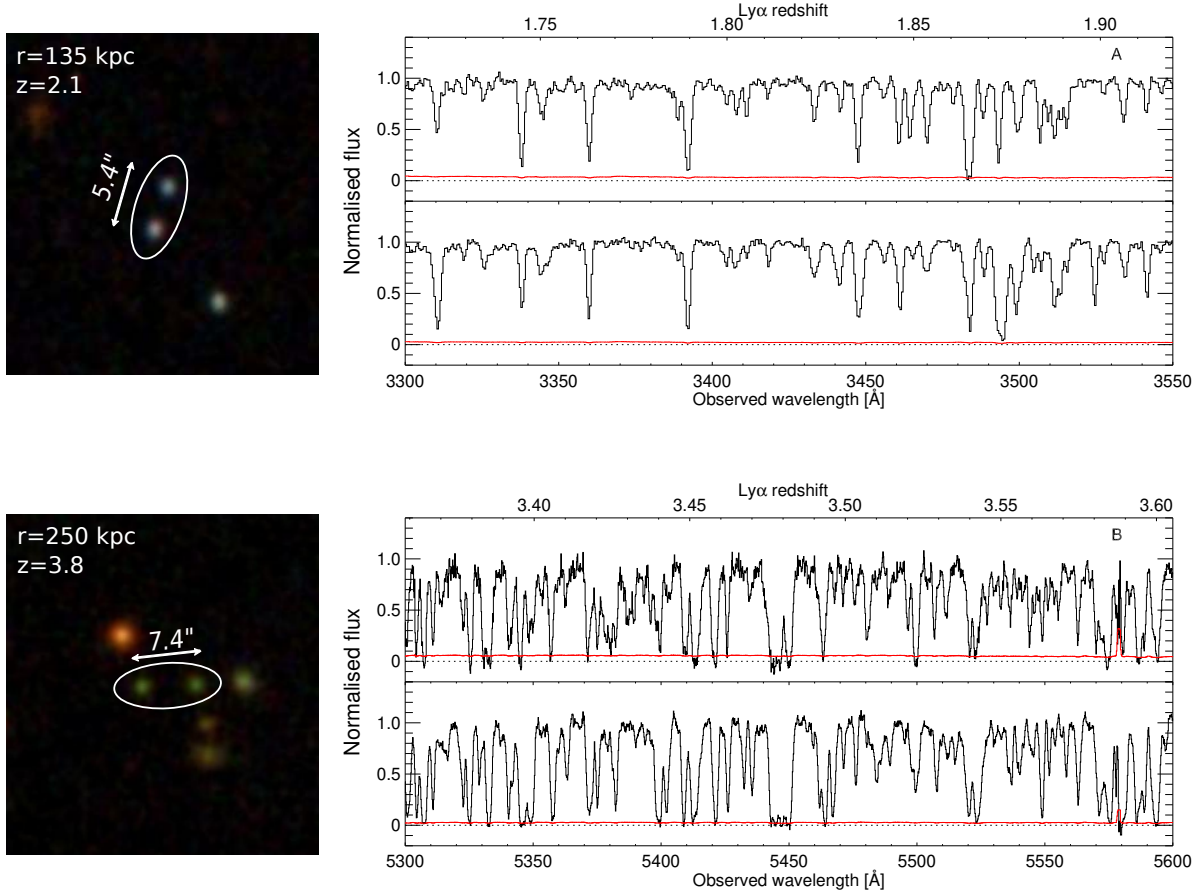 r=135 kpc
z=2.1
5.4"
Lyα redshift
1.75 1.80 1.85 1.90
A
1.0
0.5
0
1.0
0.5
0
Normalised flux
3300 3350 3400 3450 3500 3550
Observed wavelength [Å]
r=250 kpc
z=3.8
7.4"
Lyα redshift
3.40 3.45 3.50 3.55 3.60
B
1.0
0.5
0
1.0
0.5
0
Normalised flux
5300 5350 5400 5450 5500 5550 5600
Observed wavelength [Å]